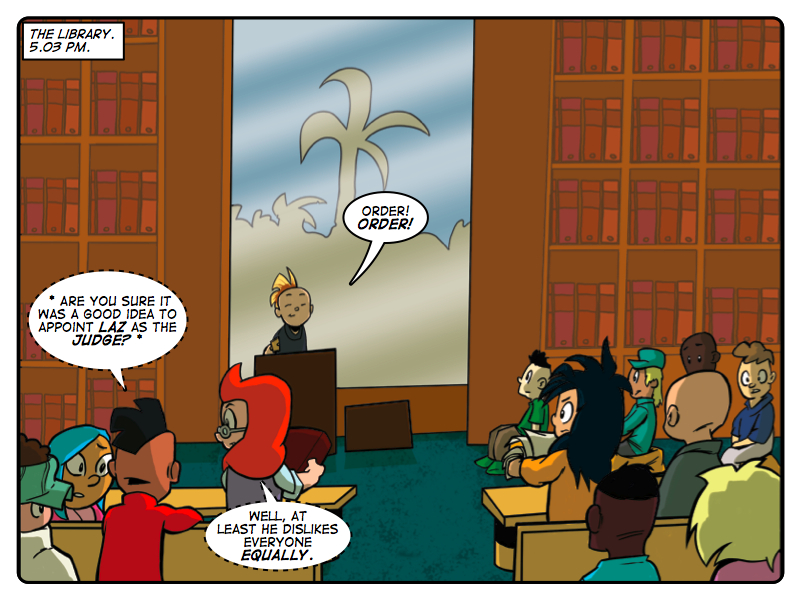 THE LIBRARY.
5.03 PM.
ORDER!
ORDER!
* ARE YOU SURE IT
WAS A GOOD IDEA TO
APPOINT LAZ AS THE
JUDGE? *
WELL, AT
LEAST HE DISLIKES
EVERYONE
EQUALLY.